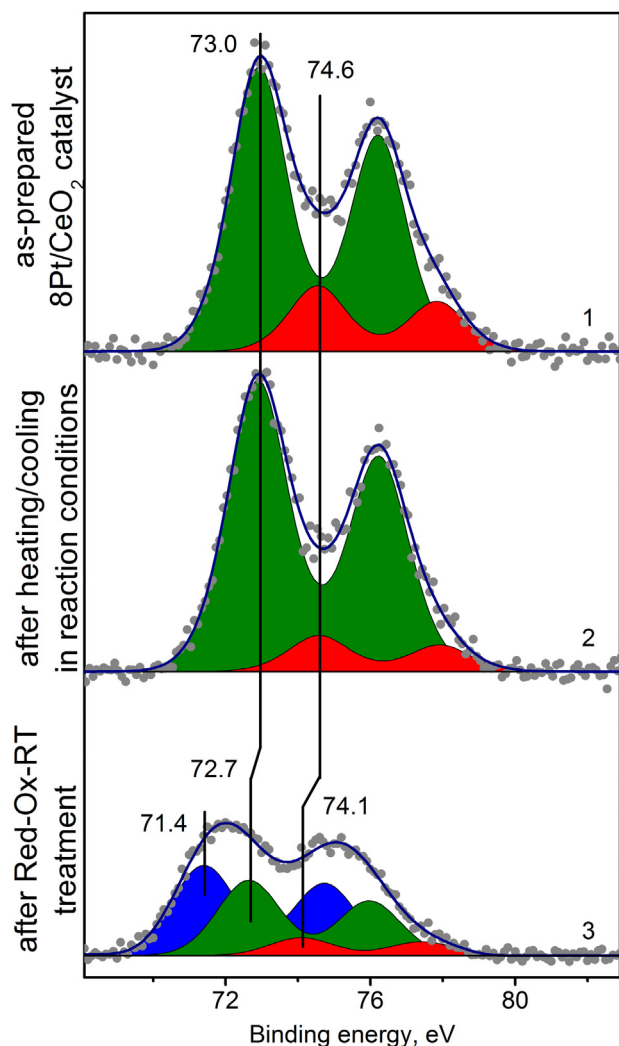 as-prepared
8Pt/CeO2 catalyst
73.0
74.6
1
after heating/cooling
in reaction conditions
2
after Red-Ox-RT
treatment
72.7
71.4
74.1
3
72
76
80
Binding energy, eV